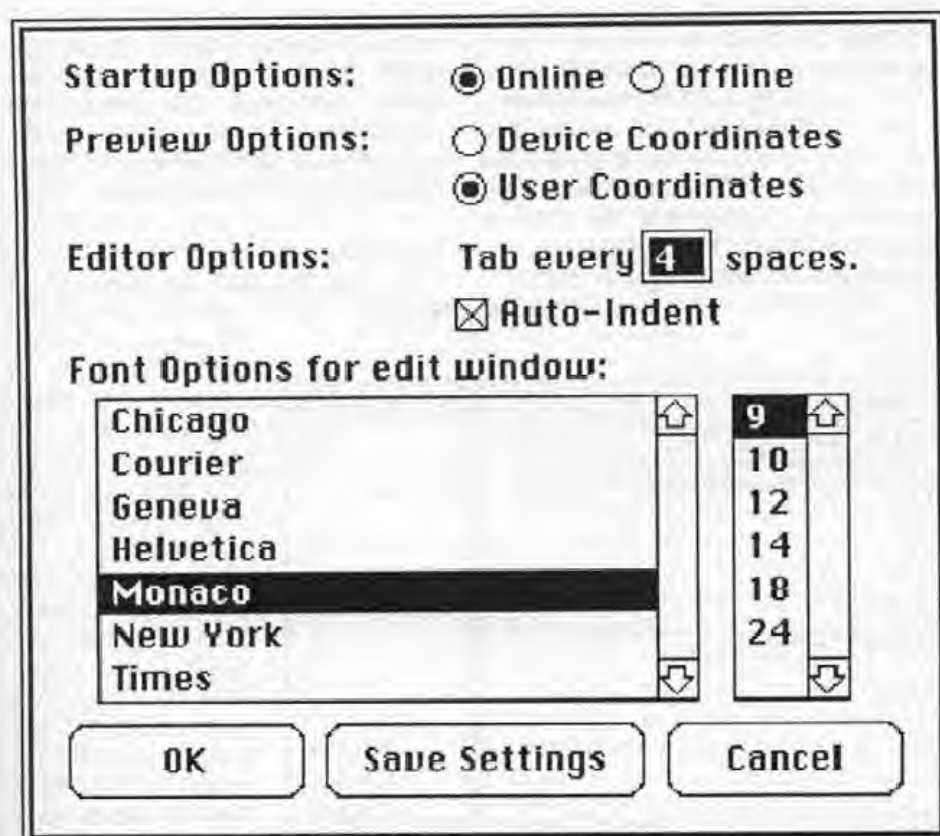 Startup Options: Online Offline
Preview Options: Device Coordinates
User Coordinates
Editor Options: Tab every 4 spaces.
Auto-Indent
Font Options for edit window:
Chicago 9
Courier 10
Geneva 12
Helvetica 14
Monaco 18
New York 24
Times
OK Save Settings Cancel